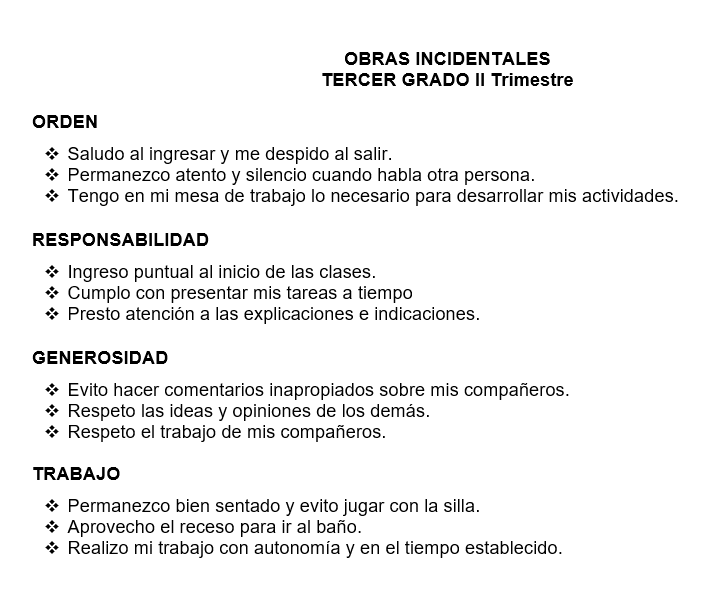 OBRAS INCIDENTALES
TERCER GRADO II Trimestre
ORDEN
❖ Saludo al ingresar y me despido al salir.
❖ Permanezco atento y silencio cuando habla otra persona.
❖ Tengo en mi mesa de trabajo lo necesario para desarrollar mis actividades.
RESPONSABILIDAD
❖ Ingreso puntual al inicio de las clases.
❖ Cumplo con presentar mis tareas a tiempo
❖ Presto atención a las explicaciones e indicaciones.
GENEROSIDAD
❖ Evito hacer comentarios inapropiados sobre mis compañeros.
❖ Respeto las ideas y opiniones de los demás.
❖ Respeto el trabajo de mis compañeros.
TRABAJO
❖ Permanezco bien sentado y evito jugar con la silla.
❖ Aprovecho el receso para ir al baño.
❖ Realizo mi trabajo con autonomía y en el tiempo establecido.